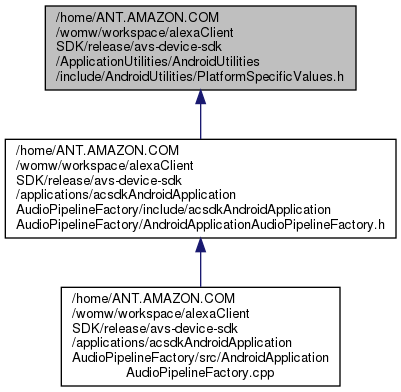 /home/ANT.AMAZON.COM
/womw/workspace/alexaClient
SDK/release/avs-device-sdk
/ApplicationUtilities/AndroidUtilities
/include/AndroidUtilities/PlatformSpecificValues.h
/home/ANT.AMAZON.COM
/womw/workspace/alexaClient
SDK/release/avs-device-sdk
/applications/acsdkAndroidApplication
AudioPipelineFactory/include/acsdkAndroidApplication
AudioPipelineFactory/AndroidApplicationAudioPipelineFactory.h
/home/ANT.AMAZON.COM
/womw/workspace/alexaClient
SDK/release/avs-device-sdk
/applications/acsdkAndroidApplication
AudioPipelineFactory/src/AndroidApplication
AudioPipelineFactory.cpp